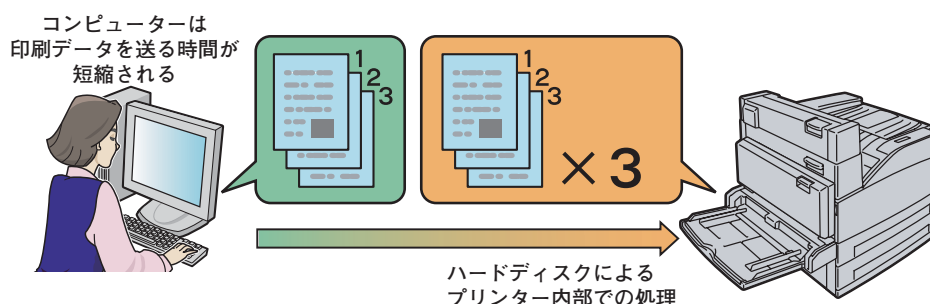 コンピューターは
印刷データを送る時間が
短縮される
1
2
3
1
2
3
×3
ハードディスクによる
プリンター内部での処理